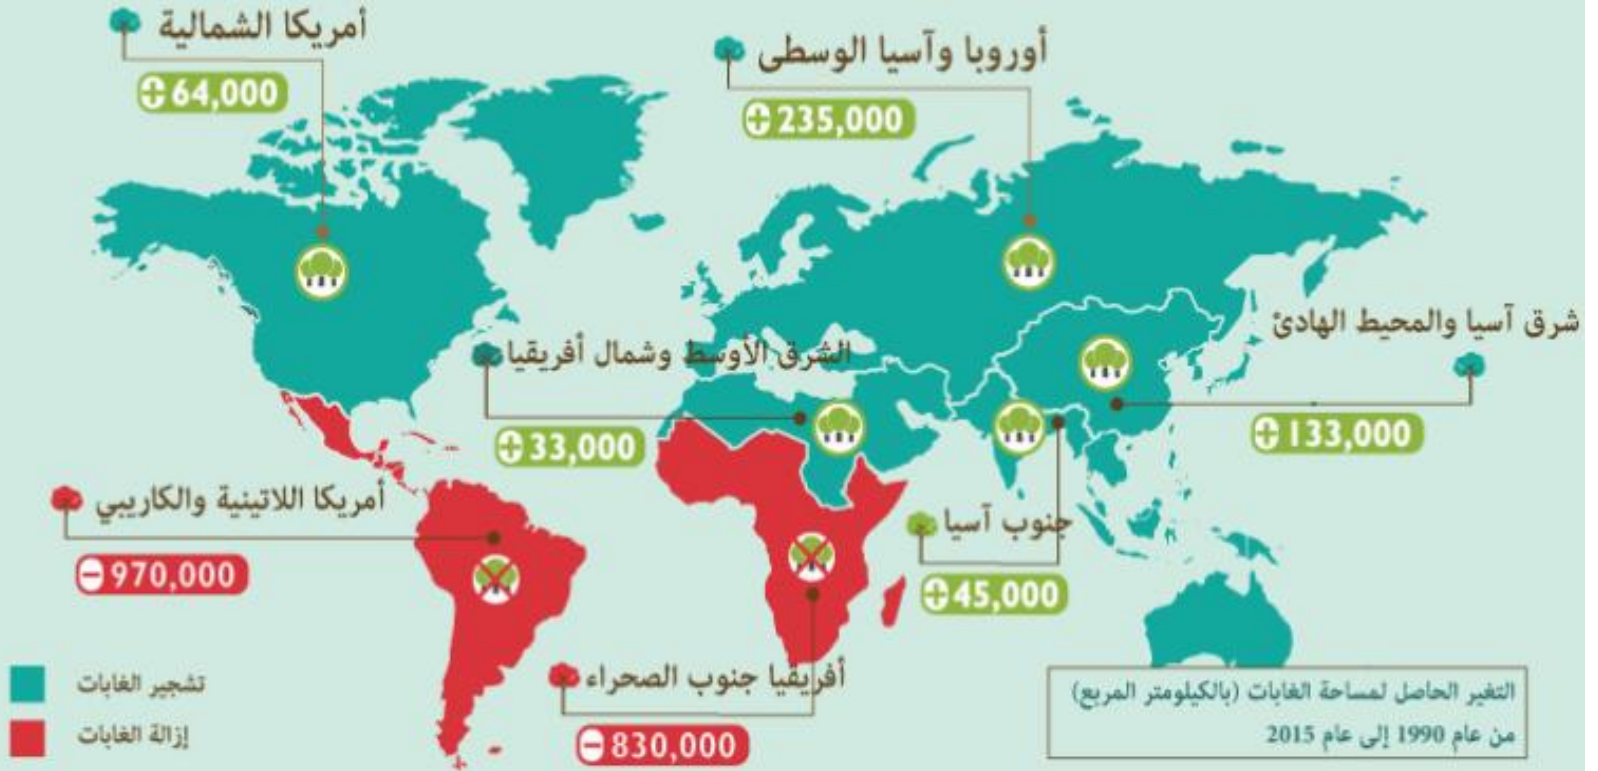 أمريكا الشمالية
+ 64,000
أوروبا وآسيا الوسطى
+ 235,000
شرق آسيا والمحيط الهادئ
+ 133,000
الشرق الأوسط وشمال أفريقيا
+ 33,000
أمريكا اللاتينية والكاريبي
− 970,000
جنوب آسيا
+ 45,000
أفريقيا جنوب الصحراء
− 830,000
تشجير الغابات
إزالة الغابات
التغير الحاصل لمساحة الغابات (بالكيلومتر المربع)
من عام 1990 إلى عام 2015